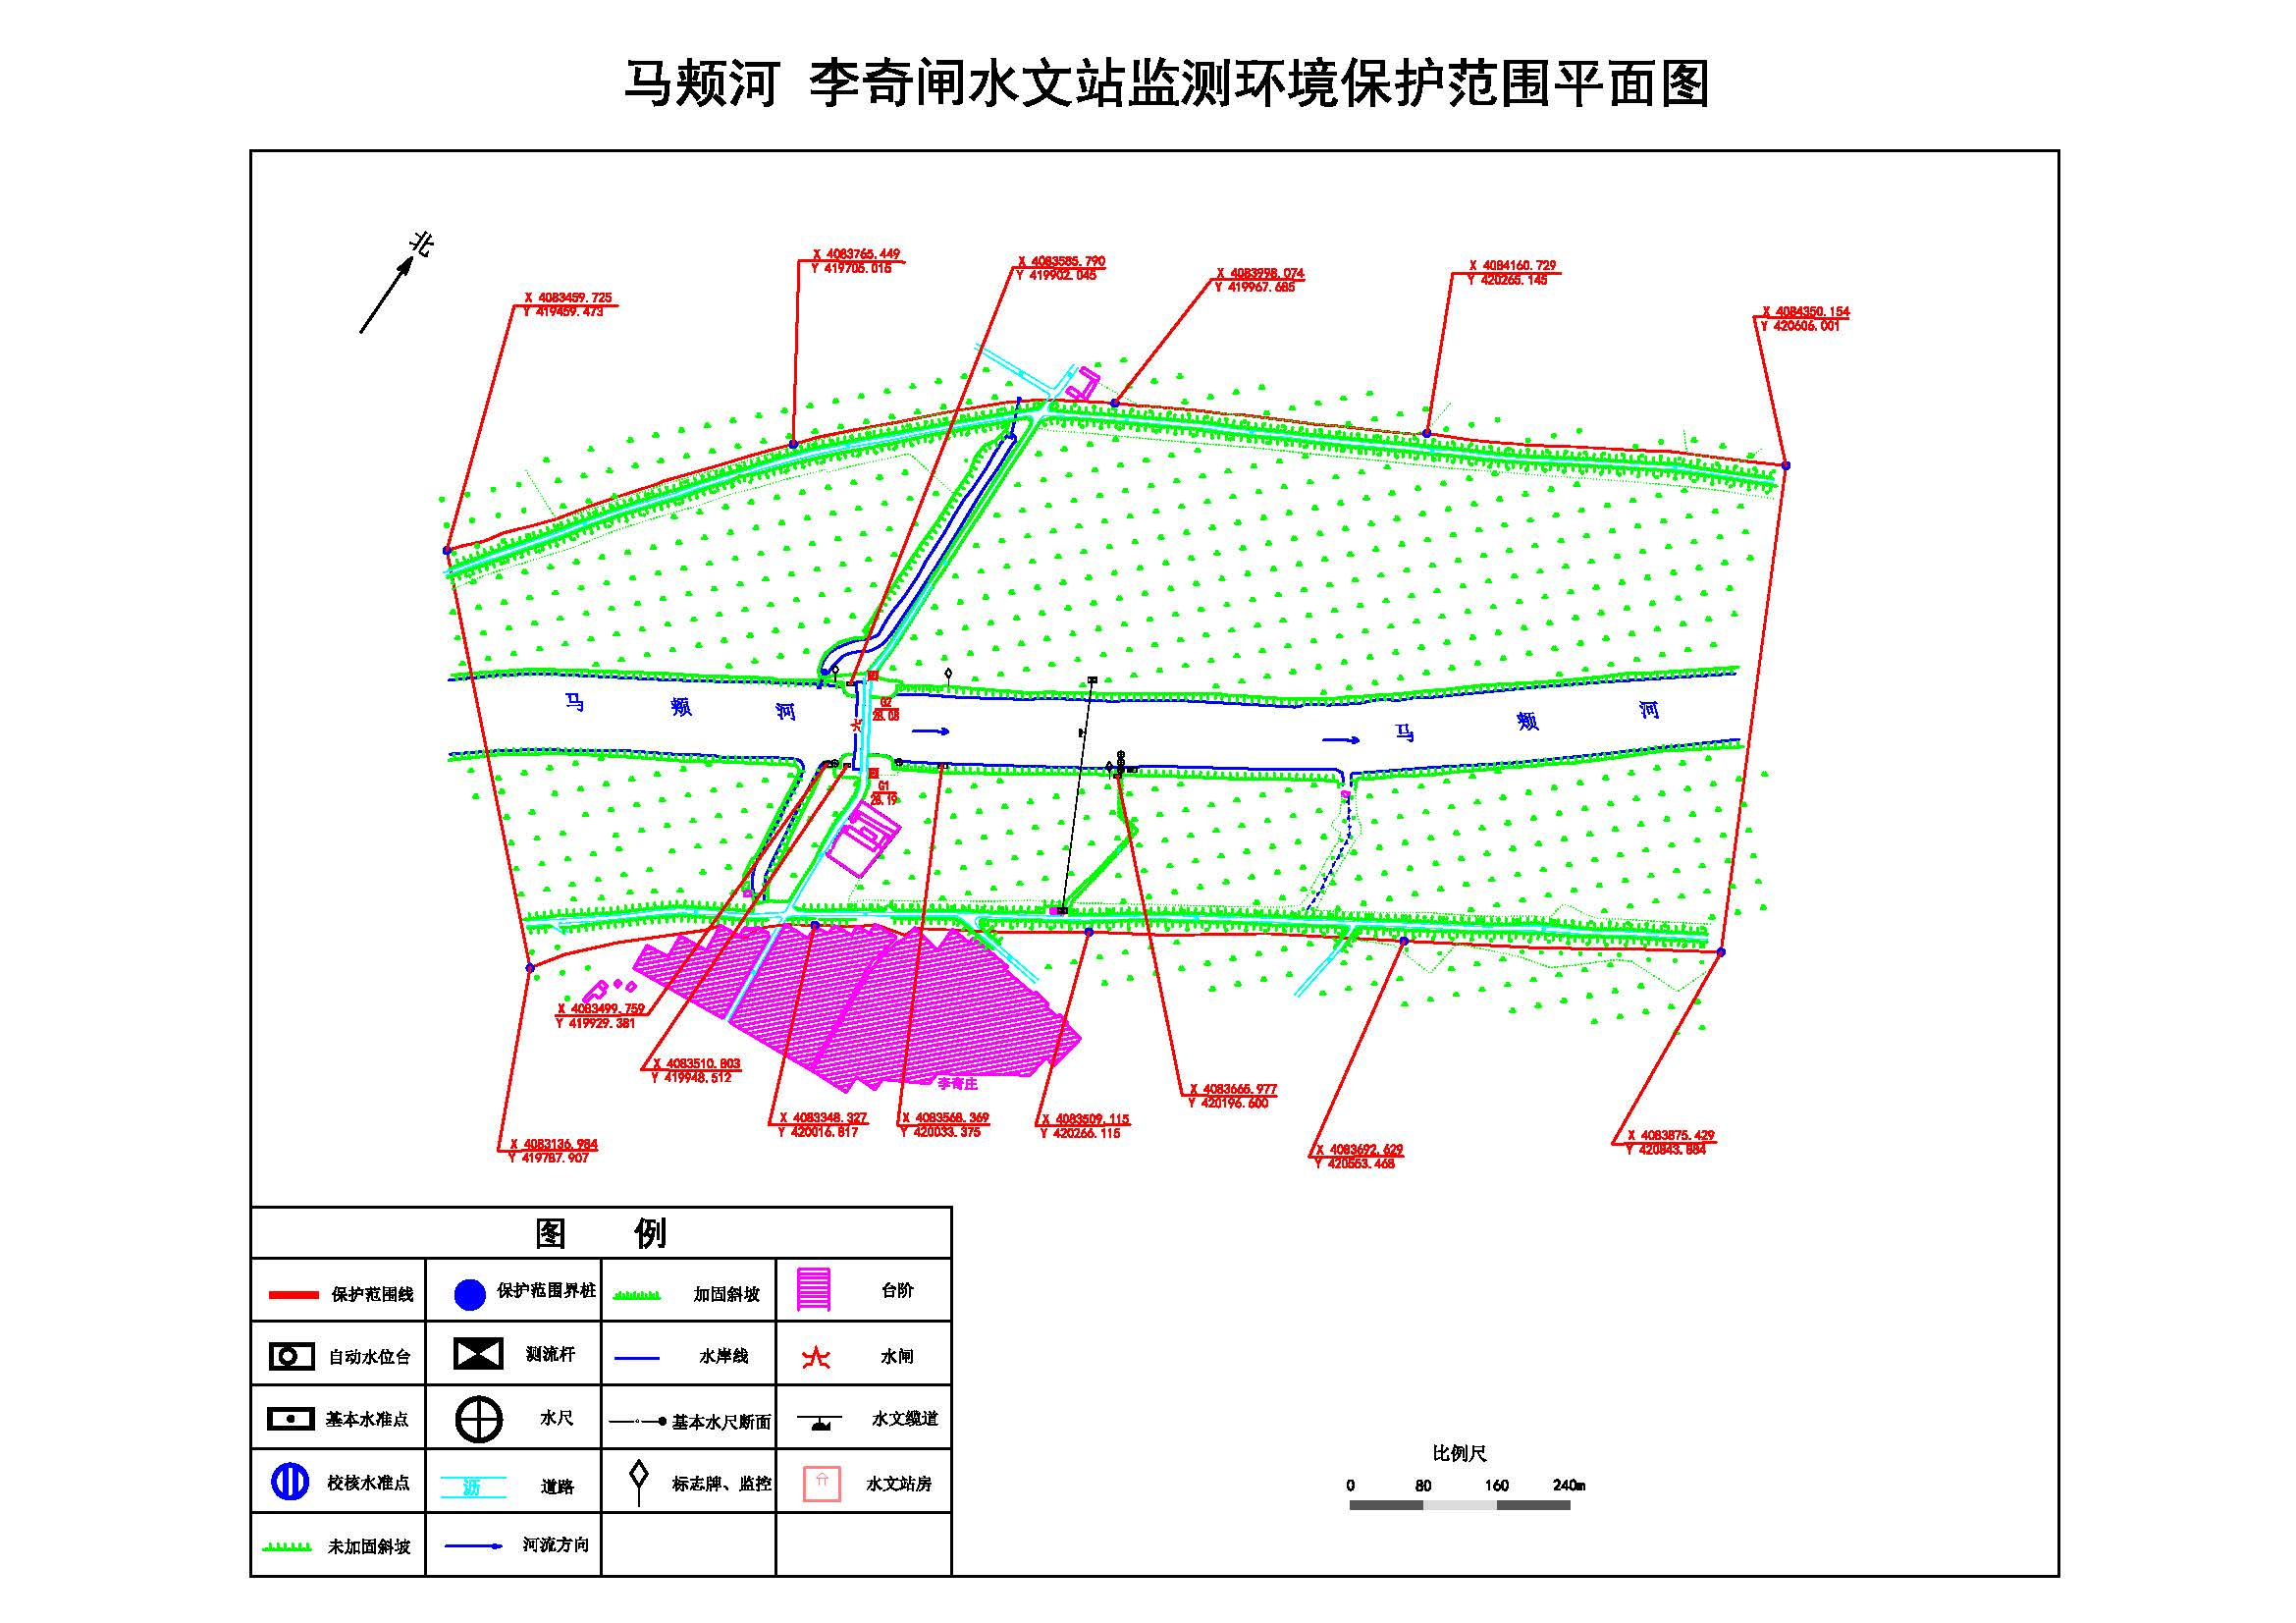 马颊河 李奇闸水文站监测环境保护范围平面图
北
X 4083765.449
Y 419705.015
X 4083585.790
Y 419902.045
X 4083998.074
Y 419967.685
X 4084160.729
Y 420265.145
X 4083459.725
Y 419459.473
X 4084350.154
Y 420606.001
马 颊 河
G2
28.08
马 颊 河
G1
28.19
X 4083499.759
Y 419929.381
X 4083510.803
Y 419948.512
李奇庄
X 4083665.977
Y 420196.600
X 4083348.327
Y 420016.817
X 4083568.369
Y 420033.375
X 4083509.115
Y 420266.115
X 4083136.984
Y 419787.907
X 4083692.629
Y 420553.468
X 4083875.429
Y 420843.884
图 例
保护范围线
保护范围界桩
加固斜坡
台阶
自动水位台
测流杆
水岸线
水闸
基本水准点
水尺
基本水尺断面
水文缆道
校核水准点
沥
道路
标志牌、监控
水文站房
未加固斜坡
河流方向
比例尺
0 80 160 240m